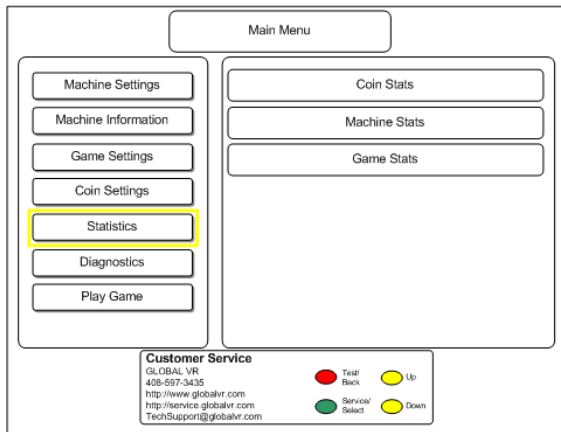 Main Menu
Machine Settings
Machine Information
Game Settings
Coin Settings
Statistics
Diagnostics
Play Game
Coin Stats
Machine Stats
Game Stats
Customer Service
GLOBAL VR
408-597-3435
http://www.globalvr.com
http://service.globalvr.com
TechSupport@globalvr.com
Test/
Back
Up
Service/
Select
Down